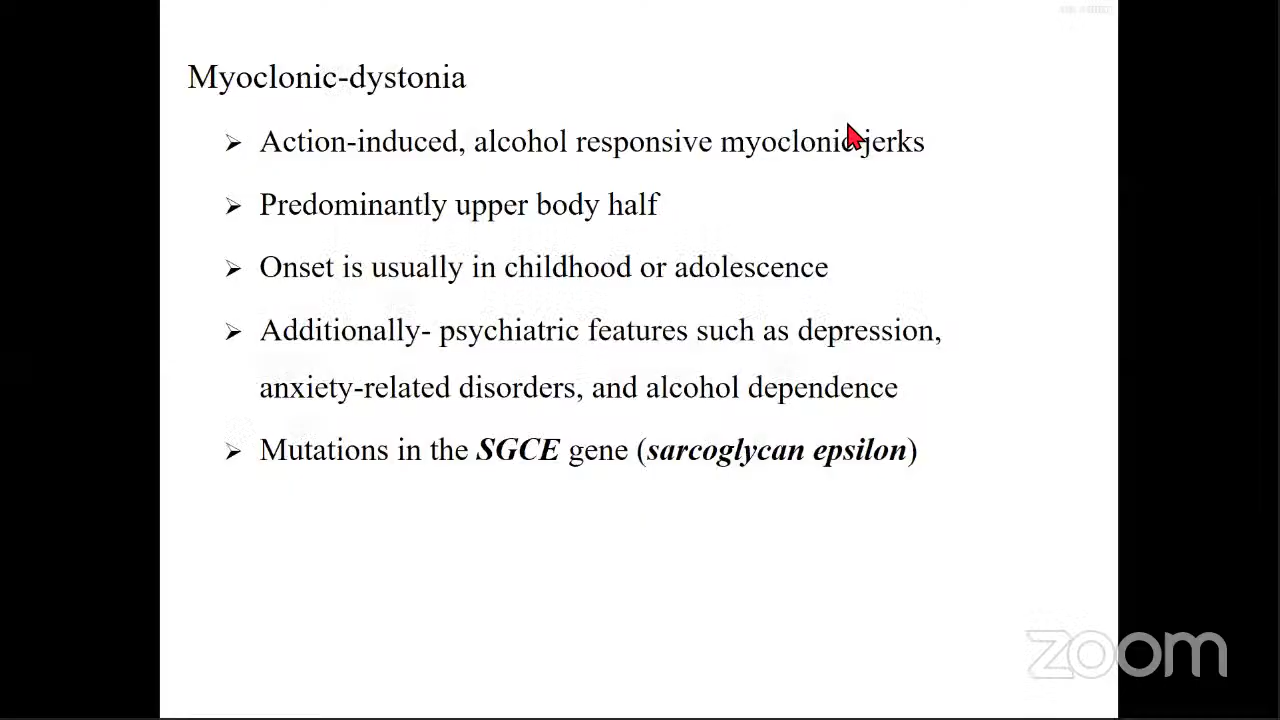 Myoclonic-dystonia
➢ Action-induced, alcohol responsive myoclonic jerks
➢ Predominantly upper body half
➢ Onset is usually in childhood or adolescence
➢ Additionally- psychiatric features such as depression,
anxiety-related disorders, and alcohol dependence
➢ Mutations in the SGCE gene (sarcoglycan epsilon)
zoom